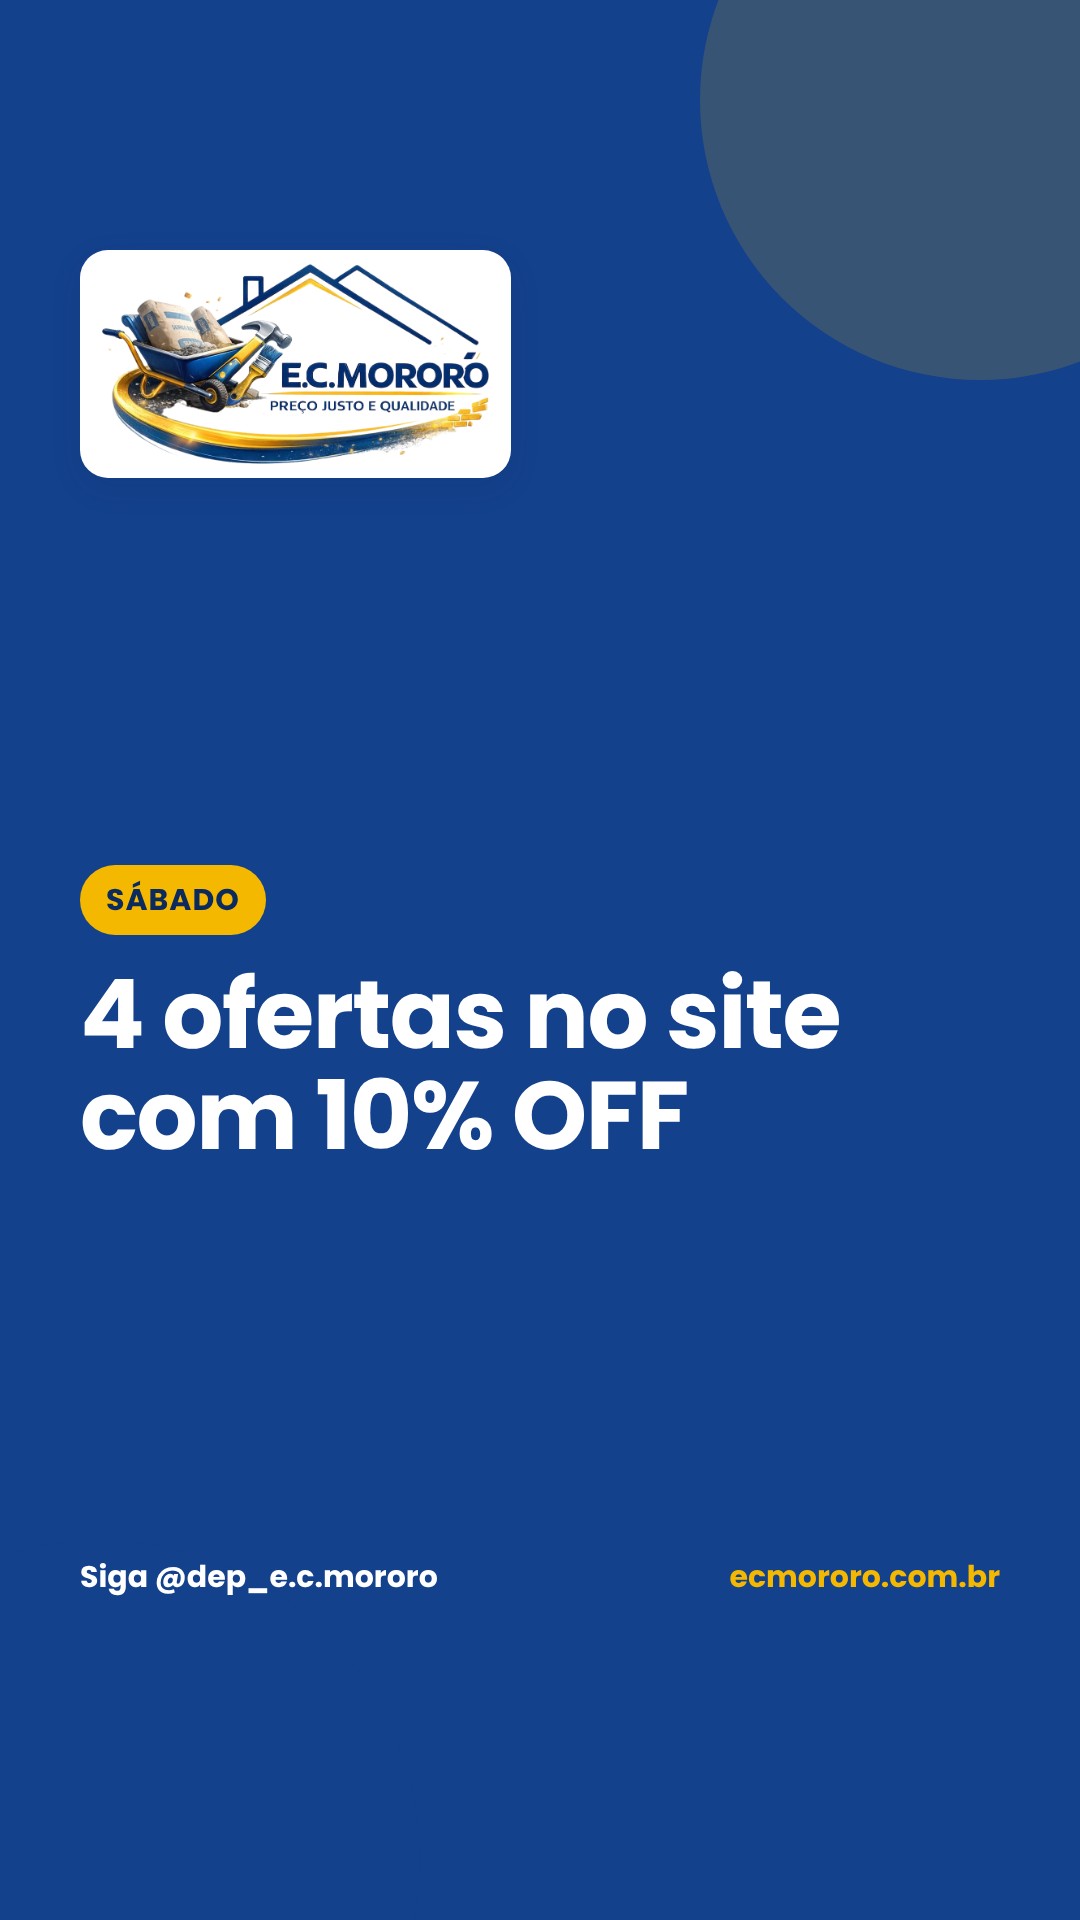 E.C.MORORÓ
PREÇO JUSTO E QUALIDADE
SÁBADO
4 ofertas no site
com 10% OFF
Siga @dep_e.c.mororo
ecmororo.com.br